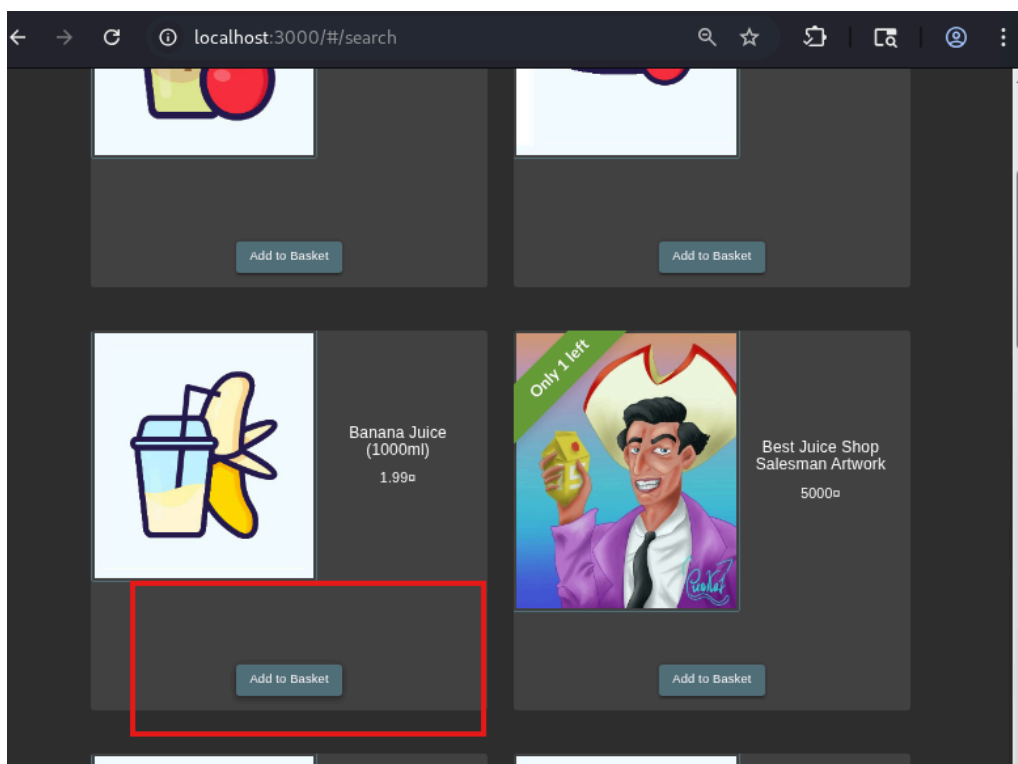 localhost:3000/#/search
Add to Basket
Add to Basket
Banana Juice
(1000ml)
1.99¤
Only 1 left
Best Juice Shop
Salesman Artwork
5000¤
Add to Basket
Add to Basket